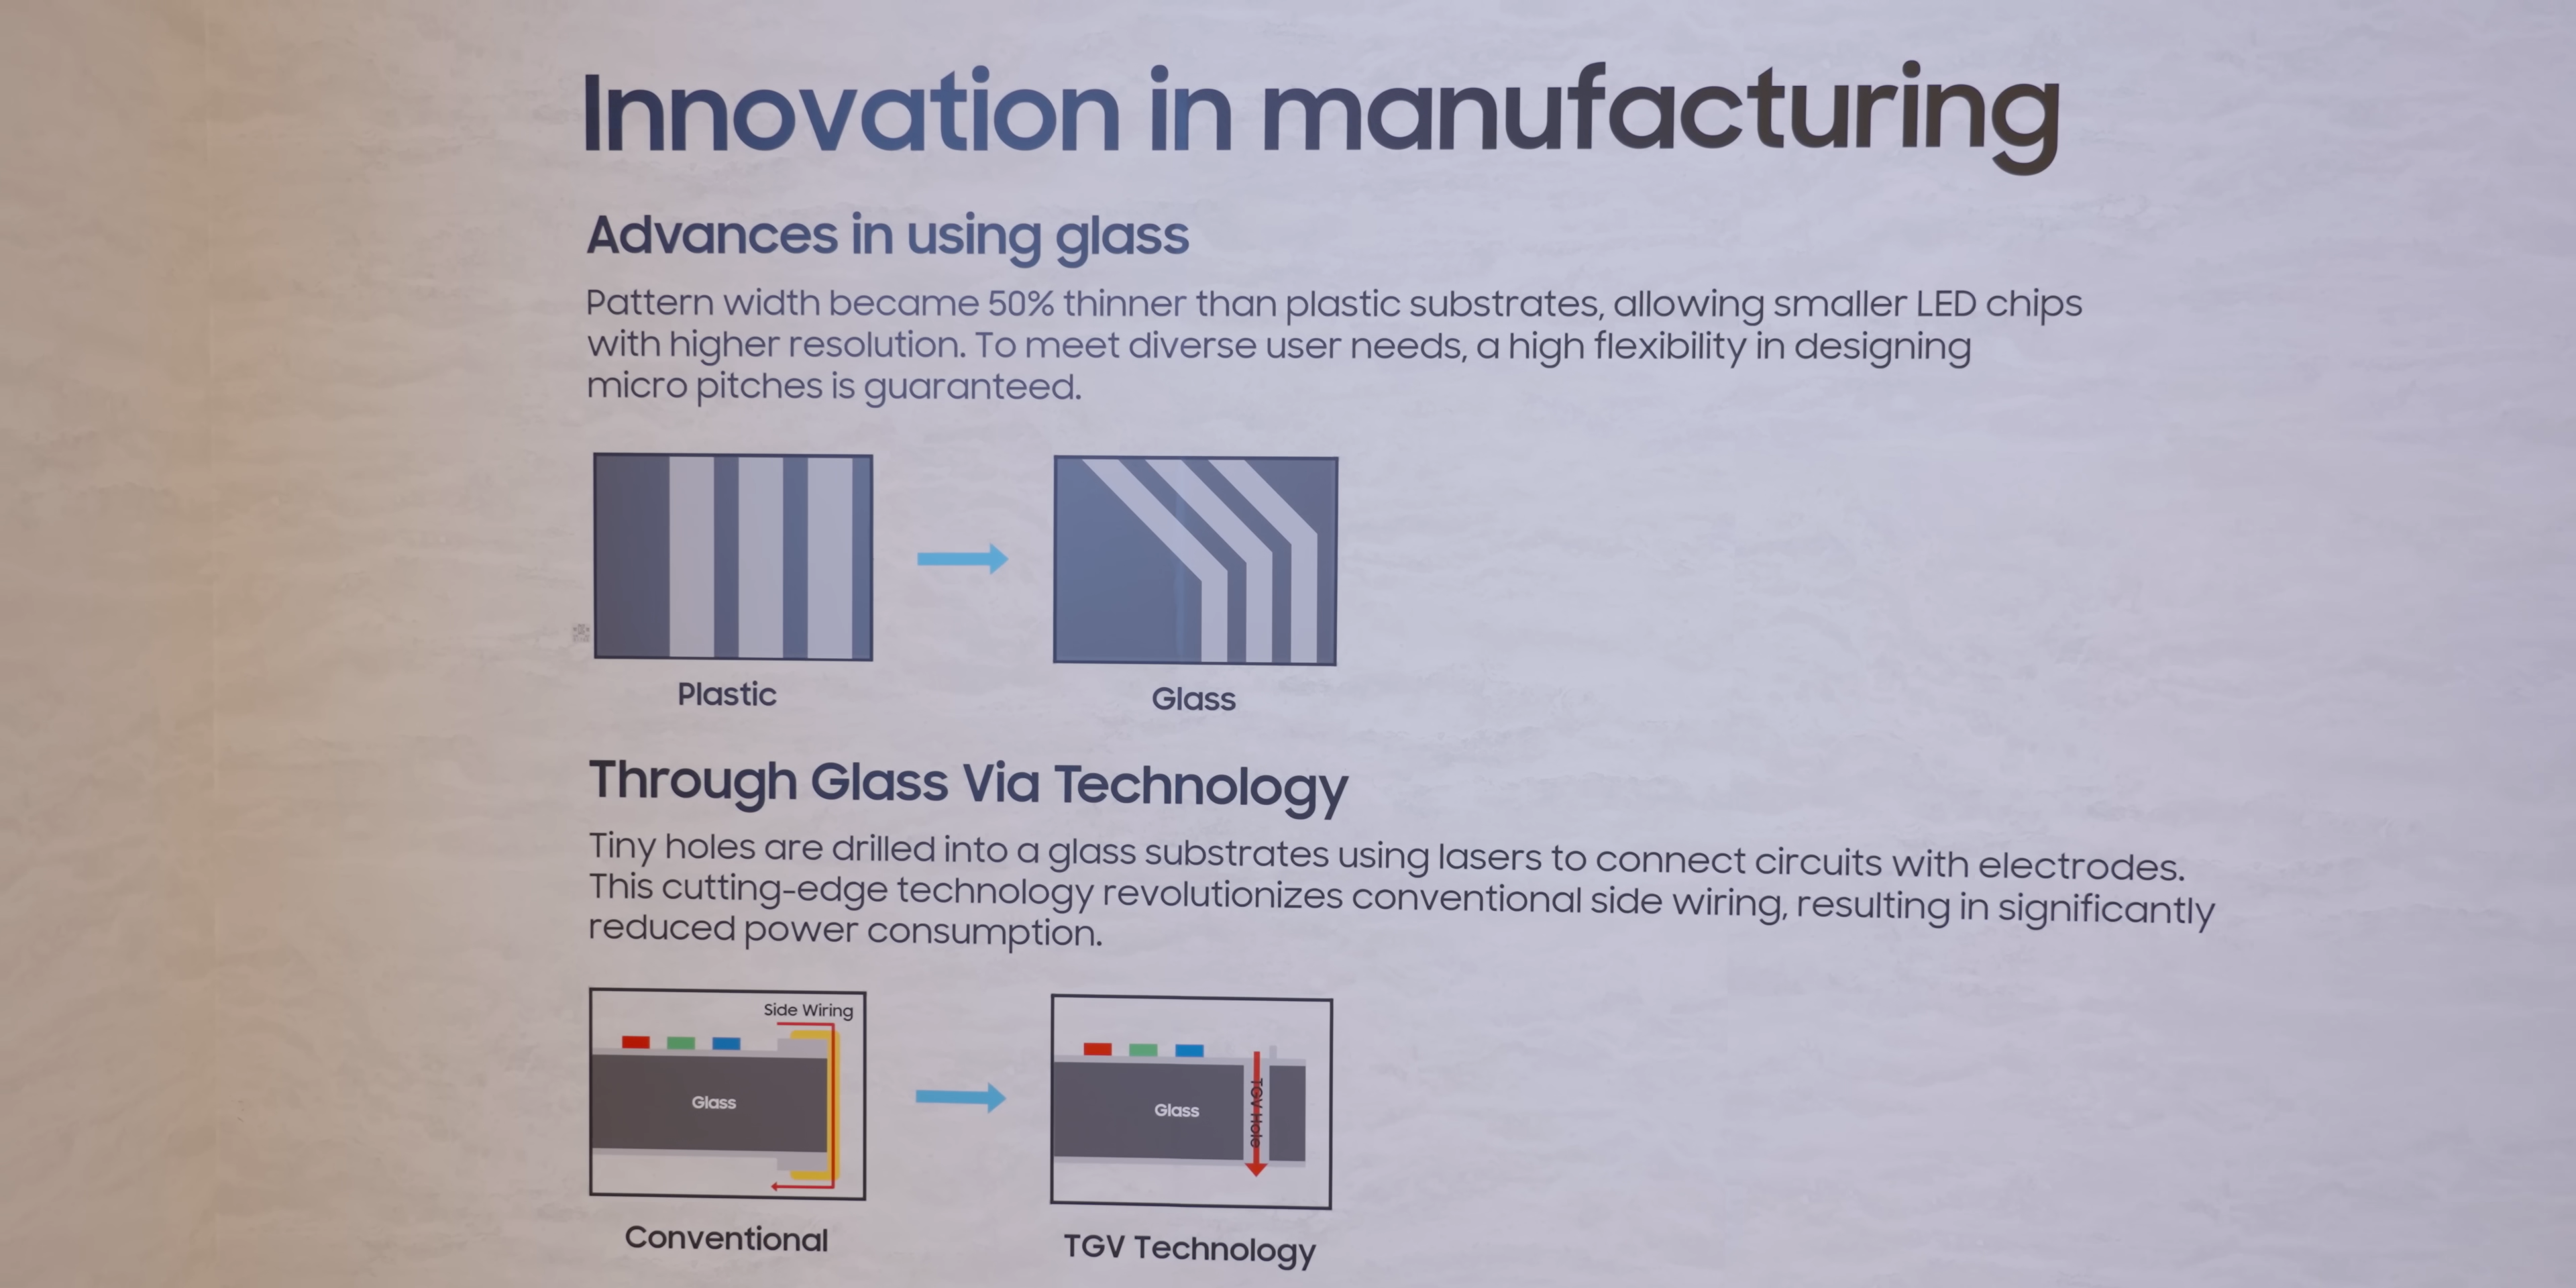 Innovation in manufacturing
Advances in using glass
Pattern width became 50% thinner than plastic substrates, allowing smaller LED chips
with higher resolution. To meet diverse user needs, a high flexibility in designing
micro pitches is guaranteed.
Plastic
Glass
Through Glass Via Technology
Tiny holes are drilled into a glass substrates using lasers to connect circuits with electrodes.
This cutting-edge technology revolutionizes conventional side wiring, resulting in significantly
reduced power consumption.
Side Wiring
Glass
Conventional
Glass
TGV Hole
TGV Technology